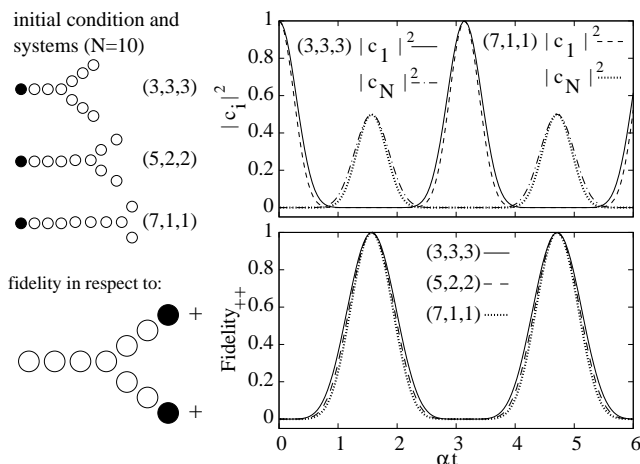 initial condition and
systems (N=10)
(3,3,3)
(5,2,2)
(7,1,1)
fidelity in respect to:
+
+
1
0.8
0.6
0.4
0.2
0
|c_i|^2
(3,3,3) |c_1|^2
|c_N|^2
(7,1,1) |c_1|^2
|c_N|^2
1
0.8
0.6
0.4
0.2
0
Fidelity_{++}
(3,3,3)
(5,2,2)
(7,1,1)
0 1 2 3 4 5 6
αt